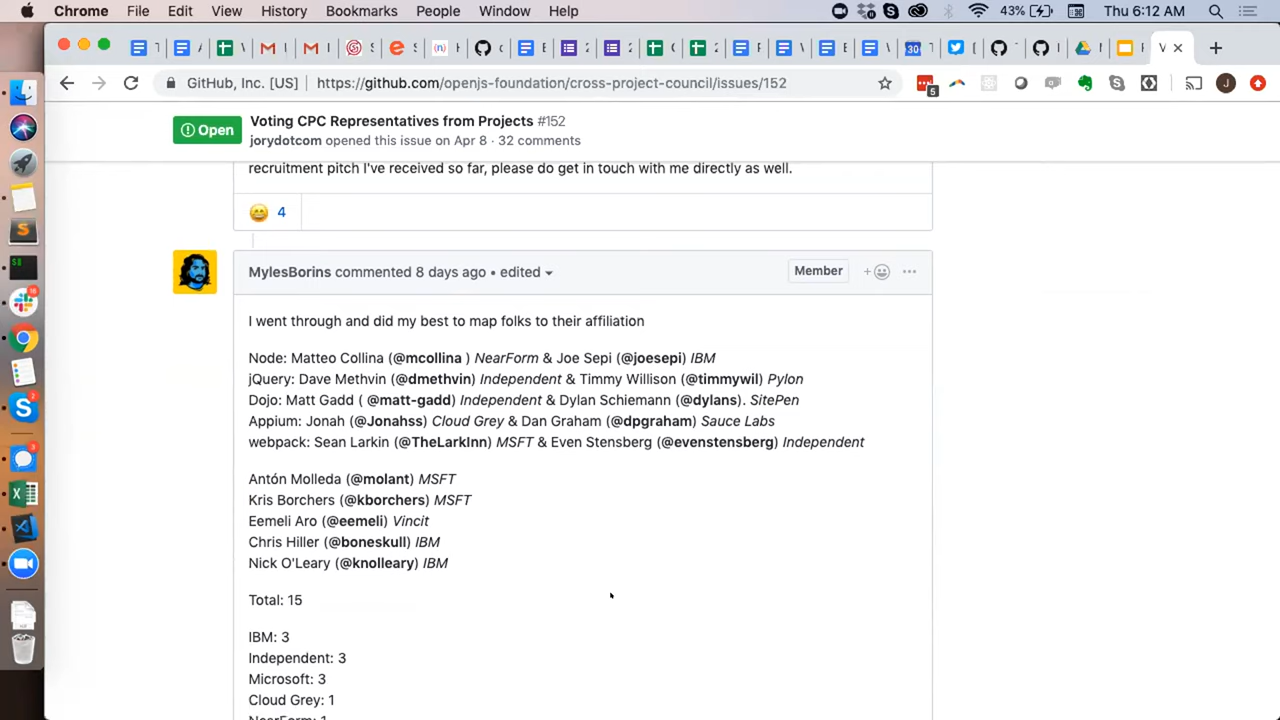 Chrome File Edit View History Bookmarks People Window Help 43% Thu 6:12 AM
GitHub, Inc. [US] https://github.com/openjs-foundation/cross-project-council/issues/152
5
J
Open
Voting CPC Representatives from Projects #152
jorydotcom opened this issue on Apr 8 · 32 comments
recruitment pitch I've received so far, please do get in touch with me directly as well.
4
MylesBorins commented 8 days ago • edited
Member
I went through and did my best to map folks to their affiliation
Node: Matteo Collina (@mcollina ) NearForm & Joe Sepi (@joesepi) IBM
jQuery: Dave Methvin (@dmethvin) Independent & Timmy Willison (@timmywil) Pylon
Dojo: Matt Gadd ( @matt-gadd) Independent & Dylan Schiemann (@dylans). SitePen
Appium: Jonah (@Jonahss) Cloud Grey & Dan Graham (@dpgraham) Sauce Labs
webpack: Sean Larkin (@TheLarkInn) MSFT & Even Stensberg (@evenstensberg) Independent
Antón Molleda (@molant) MSFT
Kris Borchers (@kborchers) MSFT
Eemeli Aro (@eemeli) Vincit
Chris Hiller (@boneskull) IBM
Nick O'Leary (@knolleary) IBM
Total: 15
IBM: 3
Independent: 3
Microsoft: 3
Cloud Grey: 1
NearForm: 1